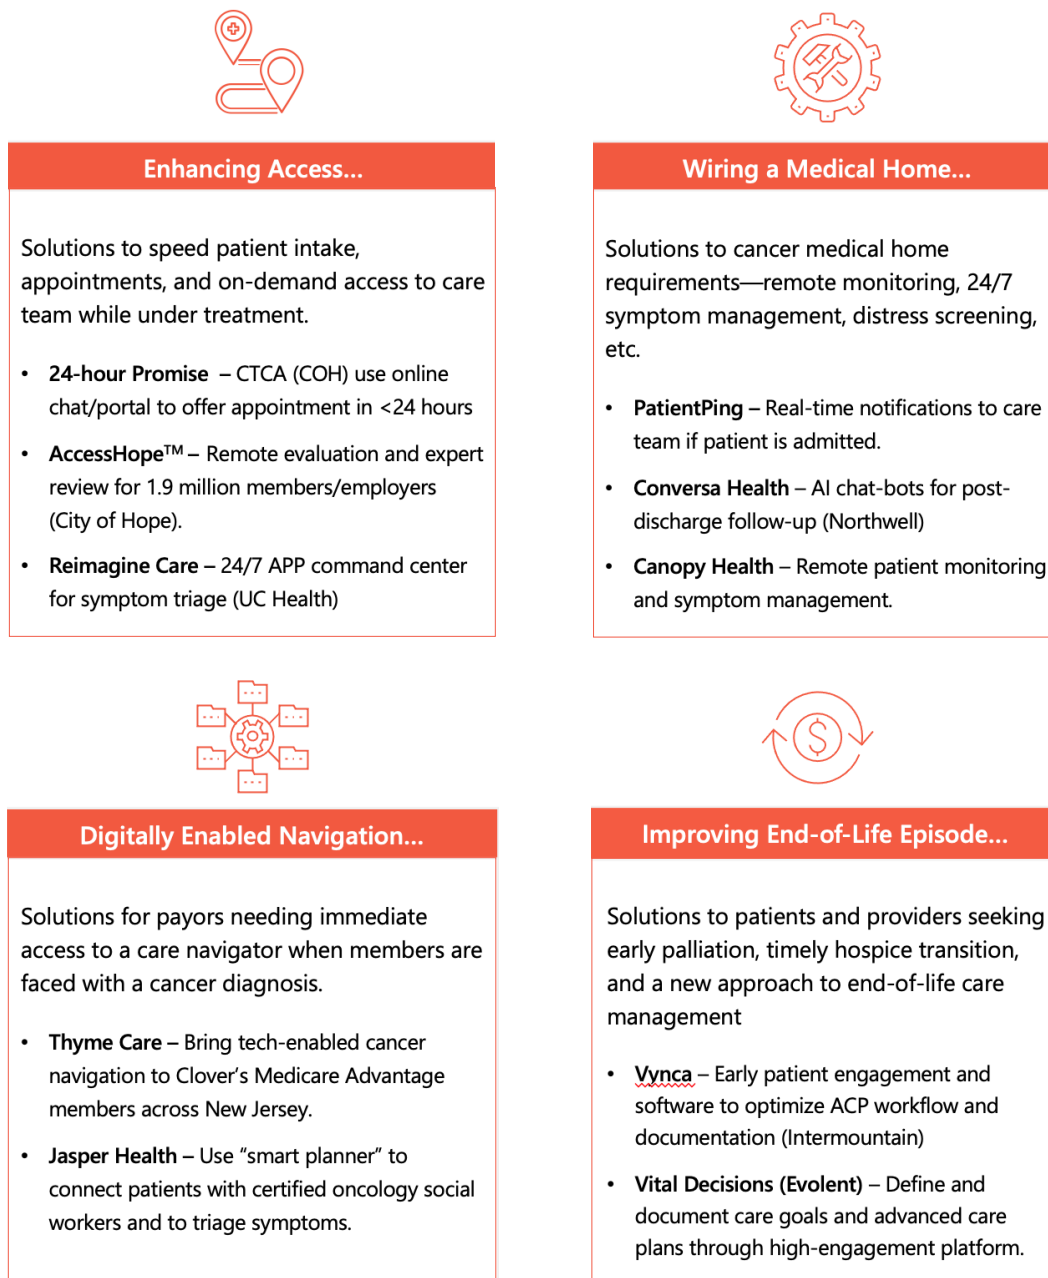 Enhancing Access...
Solutions to speed patient intake,
appointments, and on-demand access to care
team while under treatment.
• 24-hour Promise – CTCA (COH) use online
chat/portal to offer appointment in <24 hours
• AccessHope™ – Remote evaluation and expert
review for 1.9 million members/employers
(City of Hope).
• Reimagine Care – 24/7 APP command center
for symptom triage (UC Health)
Wiring a Medical Home...
Solutions to cancer medical home
requirements—remote monitoring, 24/7
symptom management, distress screening,
etc.
• PatientPing – Real-time notifications to care
team if patient is admitted.
• Conversa Health – AI chat-bots for post-
discharge follow-up (Northwell)
• Canopy Health – Remote patient monitoring
and symptom management.
Digitally Enabled Navigation...
Solutions for payors needing immediate
access to a care navigator when members are
faced with a cancer diagnosis.
• Thyme Care – Bring tech-enabled cancer
navigation to Clover’s Medicare Advantage
members across New Jersey.
• Jasper Health – Use “smart planner” to
connect patients with certified oncology social
workers and to triage symptoms.
Improving End-of-Life Episode...
Solutions to patients and providers seeking
early palliation, timely hospice transition,
and a new approach to end-of-life care
management
• Vynca – Early patient engagement and
software to optimize ACP workflow and
documentation (Intermountain)
• Vital Decisions (Evolent) – Define and
document care goals and advanced care
plans through high-engagement platform.